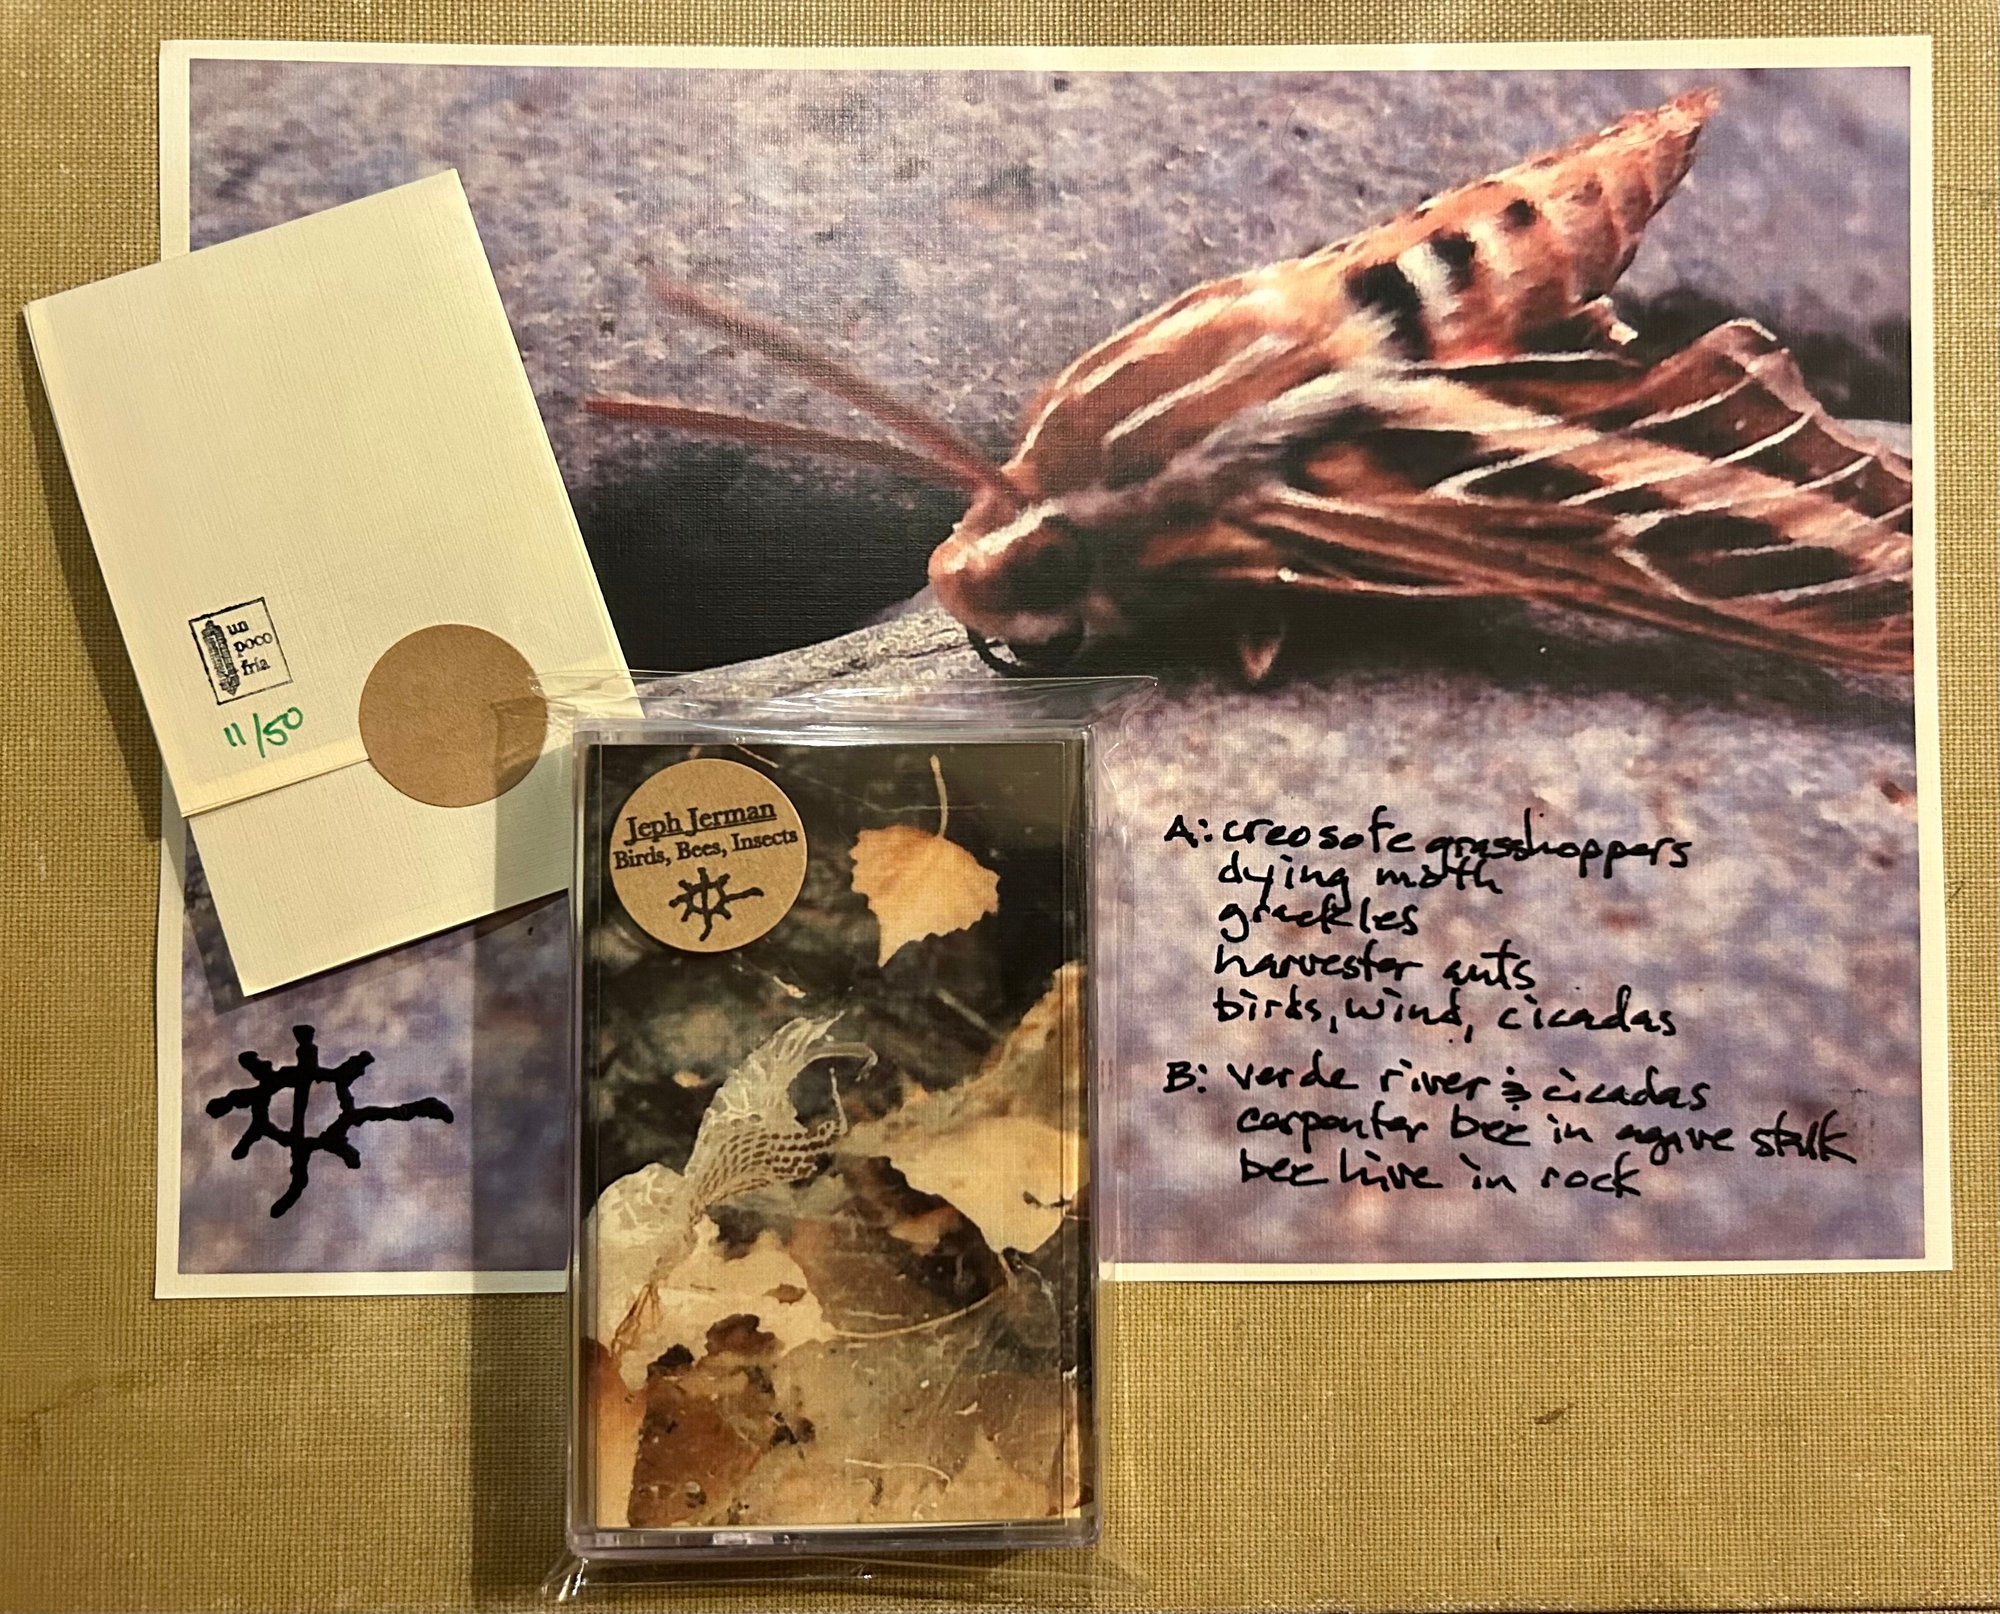 un
poco
fría
11/50
Jeph Jerman
Birds, Bees, Insects
A: creosote grasshoppers
dying moth
grackles
harvester ants
birds, wind, cicadas
B: verde river & cicadas
carpenter bee in agave stalk
bee hive in rock